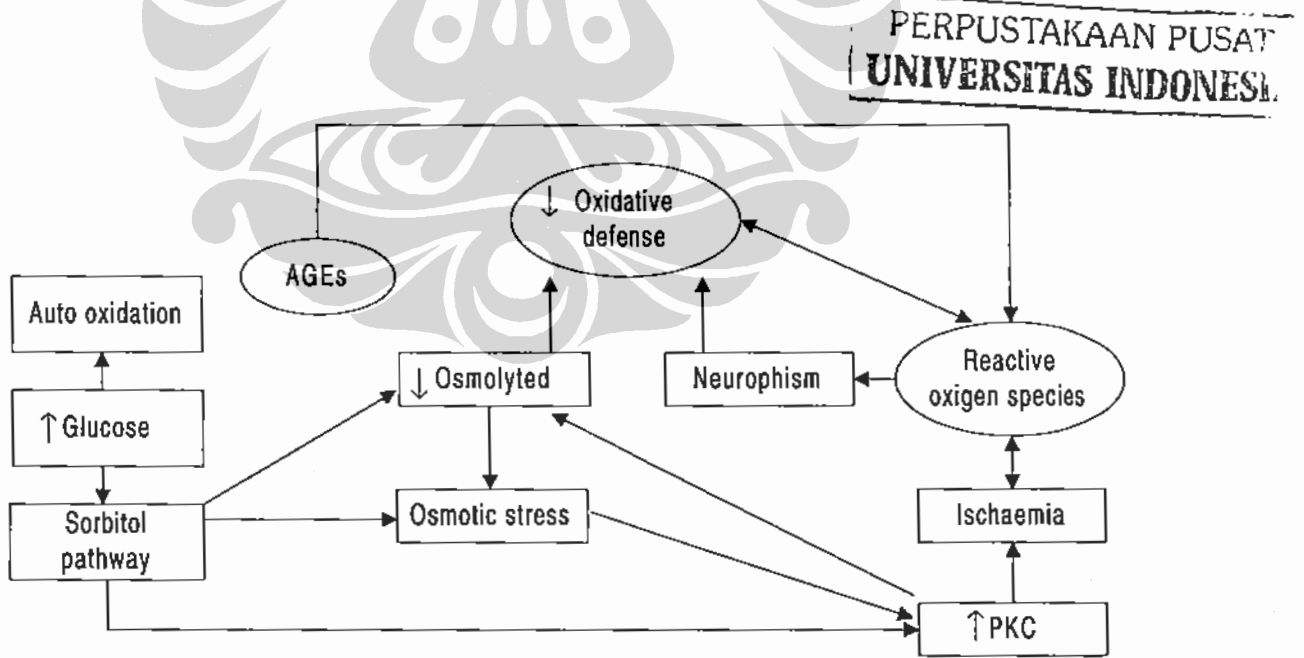 PERPUSTAKAAN PUSAT
UNIVERSITAS INDONESI
↓ Oxidative
defense
AGEs
Auto oxidation
↓ Osmolyted
Neurophism
Reactive
oxigen species
↑ Glucose
Sorbitol
pathway
Osmotic stress
Ischaemia
↑ PKC